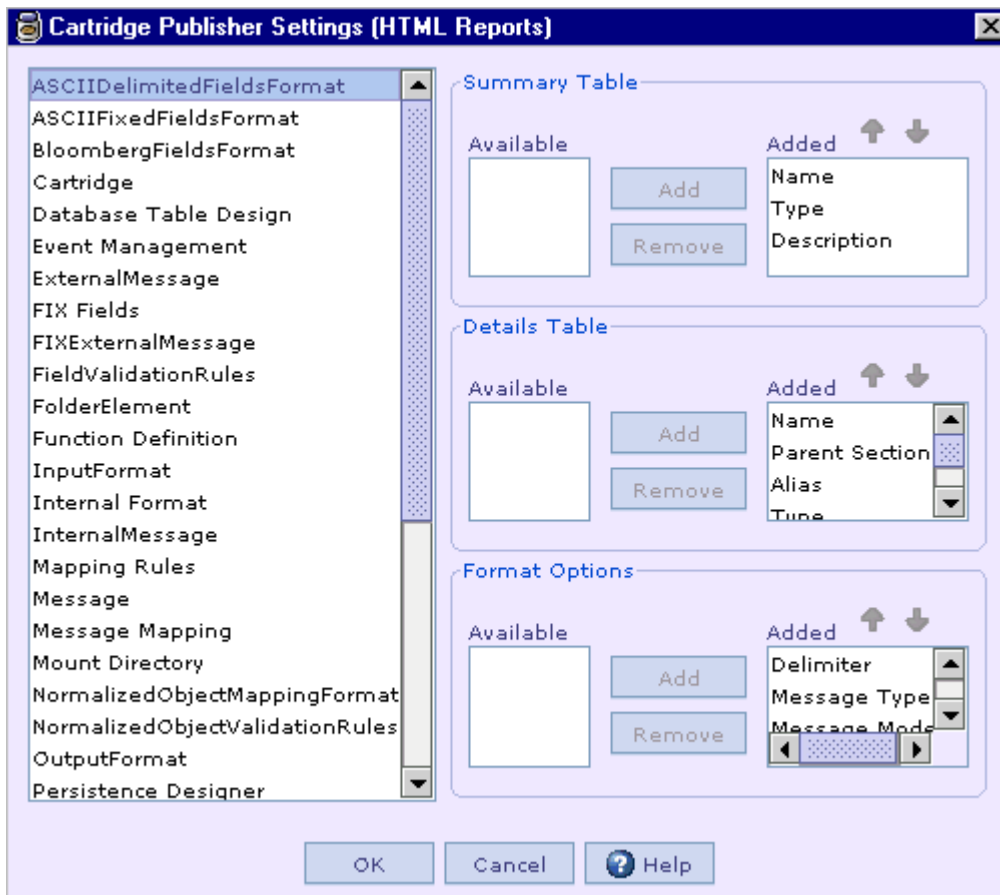 Cartridge Publisher Settings (HTML Reports)
ASCIIDelimitedFieldsFormat
ASCIIFixedFieldsFormat
BloombergFieldsFormat
Cartridge
Database Table Design
Event Management
ExternalMessage
FIX Fields
FIXExternalMessage
FieldValidationRules
FolderElement
Function Definition
InputFormat
Internal Format
InternalMessage
Mapping Rules
Message
Message Mapping
Mount Directory
NormalizedObjectMappingFormat
NormalizedObjectValidationRules
OutputFormat
Persistence Designer
Summary Table
Available
Add
Remove
Added
Name
Type
Description
Details Table
Available
Add
Remove
Added
Name
Parent Section
Alias
Type
Format Options
Available
Add
Remove
Added
Delimiter
Message Type
Message Mode
OK
Cancel
? Help